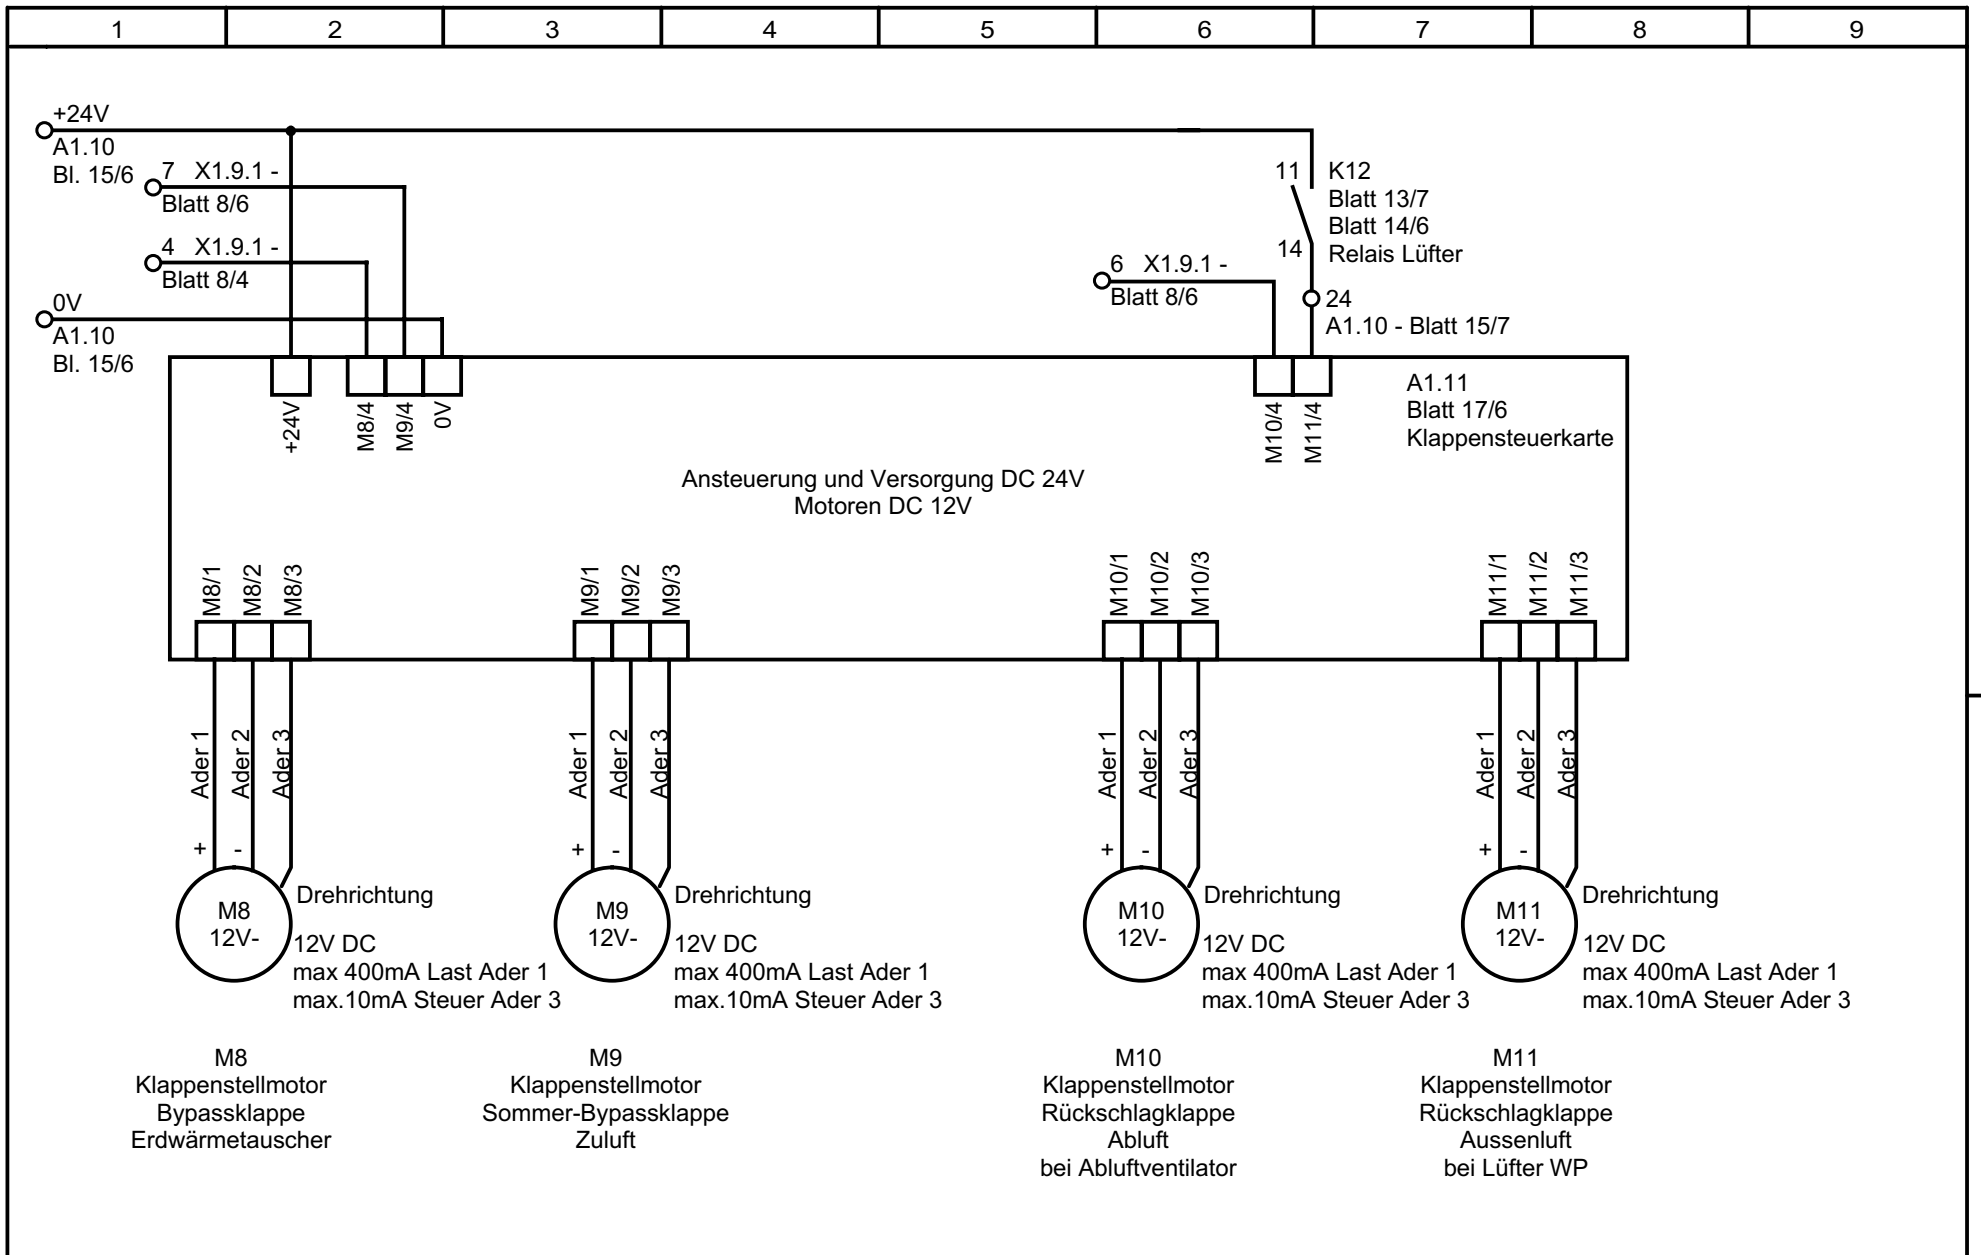 1 2 3 4 5 6 7 8 9
+24V
A1.10
Bl. 15/6
7 X1.9.1 -
Blatt 8/6
4 X1.9.1 -
Blatt 8/4
0V
A1.10
Bl. 15/6
11
14
K12
Blatt 13/7
Blatt 14/6
Relais Lüfter
6 X1.9.1 -
Blatt 8/6
24
A1.10 - Blatt 15/7
+24V
M8/4
M9/4
0V
M10/4
M11/4
A1.11
Blatt 17/6
Klappensteuerkarte
Ansteuerung und Versorgung DC 24V
Motoren DC 12V
M8/1
M8/2
M8/3
M9/1
M9/2
M9/3
M10/1
M10/2
M10/3
M11/1
M11/2
M11/3
Ader 1
Ader 2
Ader 3
Ader 1
Ader 2
Ader 3
Ader 1
Ader 2
Ader 3
Ader 1
Ader 2
Ader 3
+ -
+ -
+ -
+ -
M8
12V-
Drehrichtung
12V DC
max 400mA Last Ader 1
max.10mA Steuer Ader 3
M9
12V-
Drehrichtung
12V DC
max 400mA Last Ader 1
max.10mA Steuer Ader 3
M10
12V-
Drehrichtung
12V DC
max 400mA Last Ader 1
max.10mA Steuer Ader 3
M11
12V-
Drehrichtung
12V DC
max 400mA Last Ader 1
max.10mA Steuer Ader 3
M8
Klappenstellmotor
Bypassklappe
Erdwärmetauscher
M9
Klappenstellmotor
Sommer-Bypassklappe
Zuluft
M10
Klappenstellmotor
Rückschlagklappe
Abluft
bei Abluftventilator
M11
Klappenstellmotor
Rückschlagklappe
Aussenluft
bei Lüfter WP